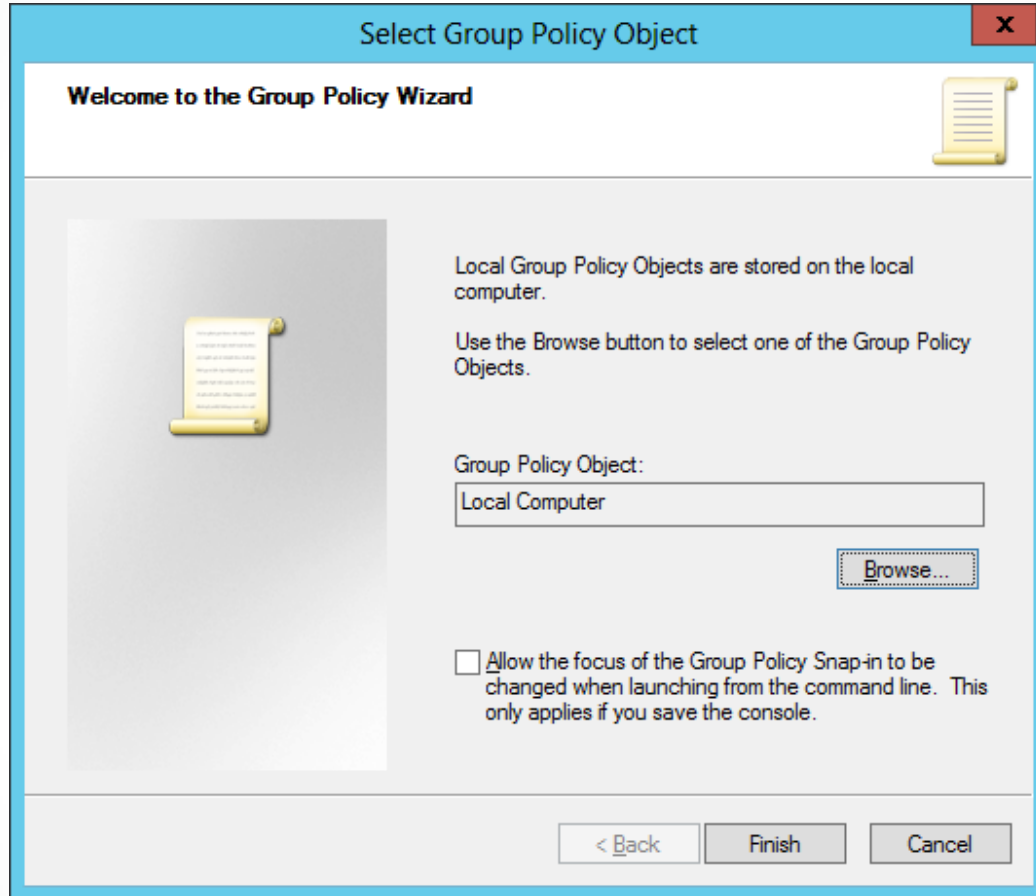 Select Group Policy Object
x
Welcome to the Group Policy Wizard
Local Group Policy Objects are stored on the local
computer.
Use the Browse button to select one of the Group Policy
Objects.
Group Policy Object:
Local Computer
Browse...
Allow the focus of the Group Policy Snap-in to be
changed when launching from the command line. This
only applies if you save the console.
< Back
Finish
Cancel